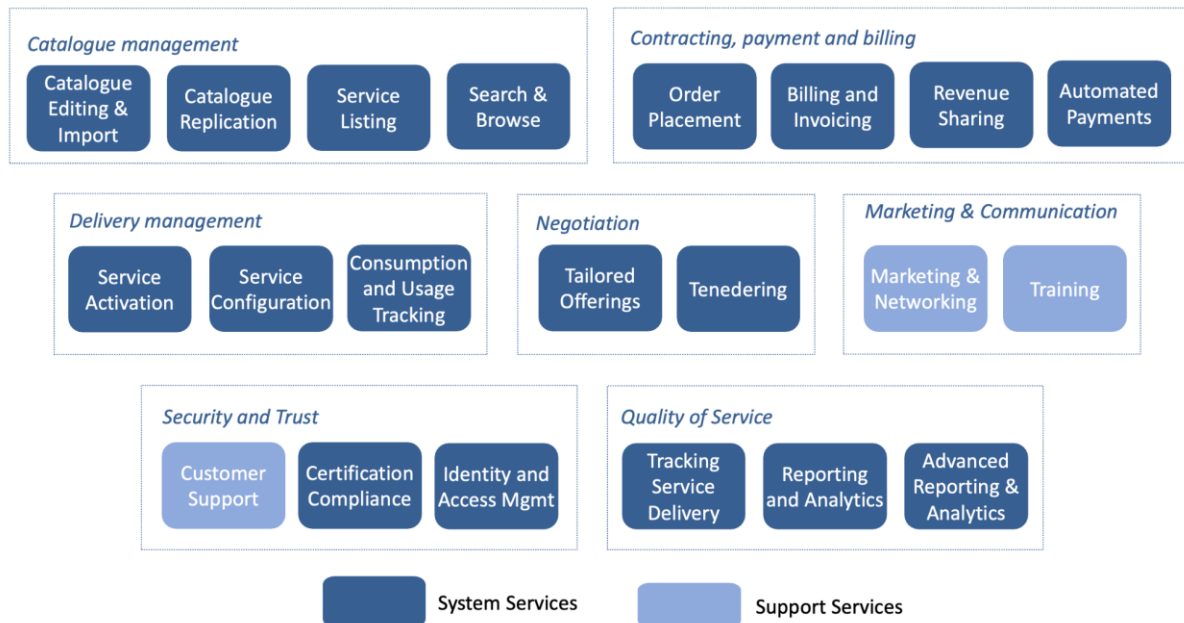 Catalogue management
Catalogue
Editing &
Import
Catalogue
Replication
Service
Listing
Search &
Browse
Contracting, payment and billing
Order
Placement
Billing and
Invoicing
Revenue
Sharing
Automated
Payments
Delivery management
Service
Activation
Service
Configuration
Consumption
and Usage
Tracking
Negotiation
Tailored
Offerings
Tenedering
Marketing & Communication
Marketing &
Networking
Training
Security and Trust
Customer
Support
Certification
Compliance
Identity and
Access Mgmt
Quality of Service
Tracking
Service
Delivery
Reporting
and Analytics
Advanced
Reporting &
Analytics
System Services
Support Services